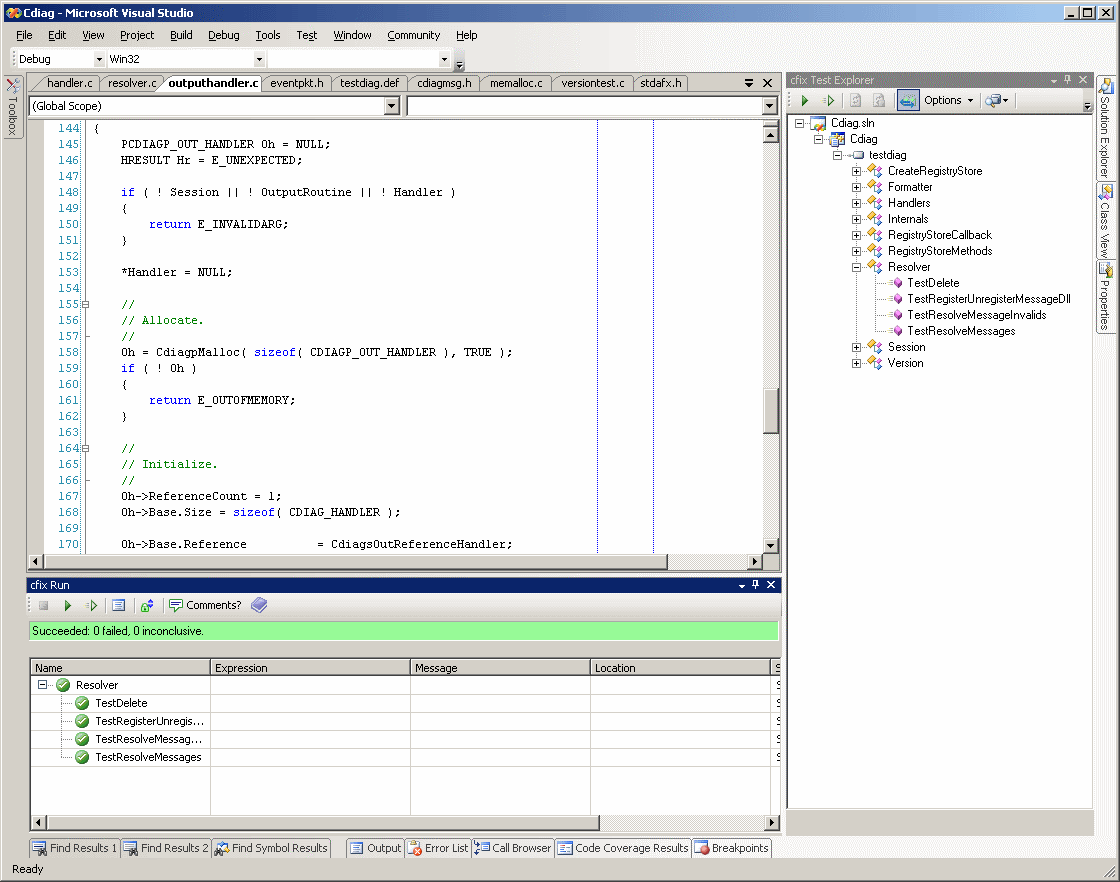 Cdiag - Microsoft Visual Studio
File Edit View Project Build Debug Tools Test Window Community Help
Debug Win32
Toolbox
handler.c resolver.c outputhandler.c eventpkt.h testdiag.def cdiagmsg.h memalloc.c versiontest.c stdafx.h
(Global Scope)
144 {
145 PCDIAGP_OUT_HANDLER Oh = NULL;
146 HRESULT Hr = E_UNEXPECTED;
147
148 if ( ! Session || ! OutputRoutine || ! Handler )
149 {
150 return E_INVALIDARG;
151 }
152
153 *Handler = NULL;
154
155 //
156 // Allocate.
157 //
158 Oh = CdiagpMalloc( sizeof( CDIAGP_OUT_HANDLER ), TRUE );
159 if ( ! Oh )
160 {
161 return E_OUTOFMEMORY;
162 }
163
164 //
165 // Initialize.
166 //
167 Oh->ReferenceCount = 1;
168 Oh->Base.Size = sizeof( CDIAG_HANDLER );
169
170 Oh->Base.Reference = CdiagsOutReferenceHandler;
cfix Test Explorer
Options
Cdiag.sln
Cdiag
testdiag
CreateRegistryStore
Formatter
Handlers
Internals
RegistryStoreCallback
RegistryStoreMethods
Resolver
TestDelete
TestRegisterUnregisterMessageDll
TestResolveMessageInvalids
TestResolveMessages
Session
Version
Solution Explorer
Class View
Properties
cfix Run
Comments?
Succeeded: 0 failed, 0 inconclusive.
Name Expression Message Location
Resolver
TestDelete
TestRegisterUnregis...
TestResolveMessag...
TestResolveMessages
Find Results 1 Find Results 2 Find Symbol Results Output Error List Call Browser Code Coverage Results Breakpoints
Ready